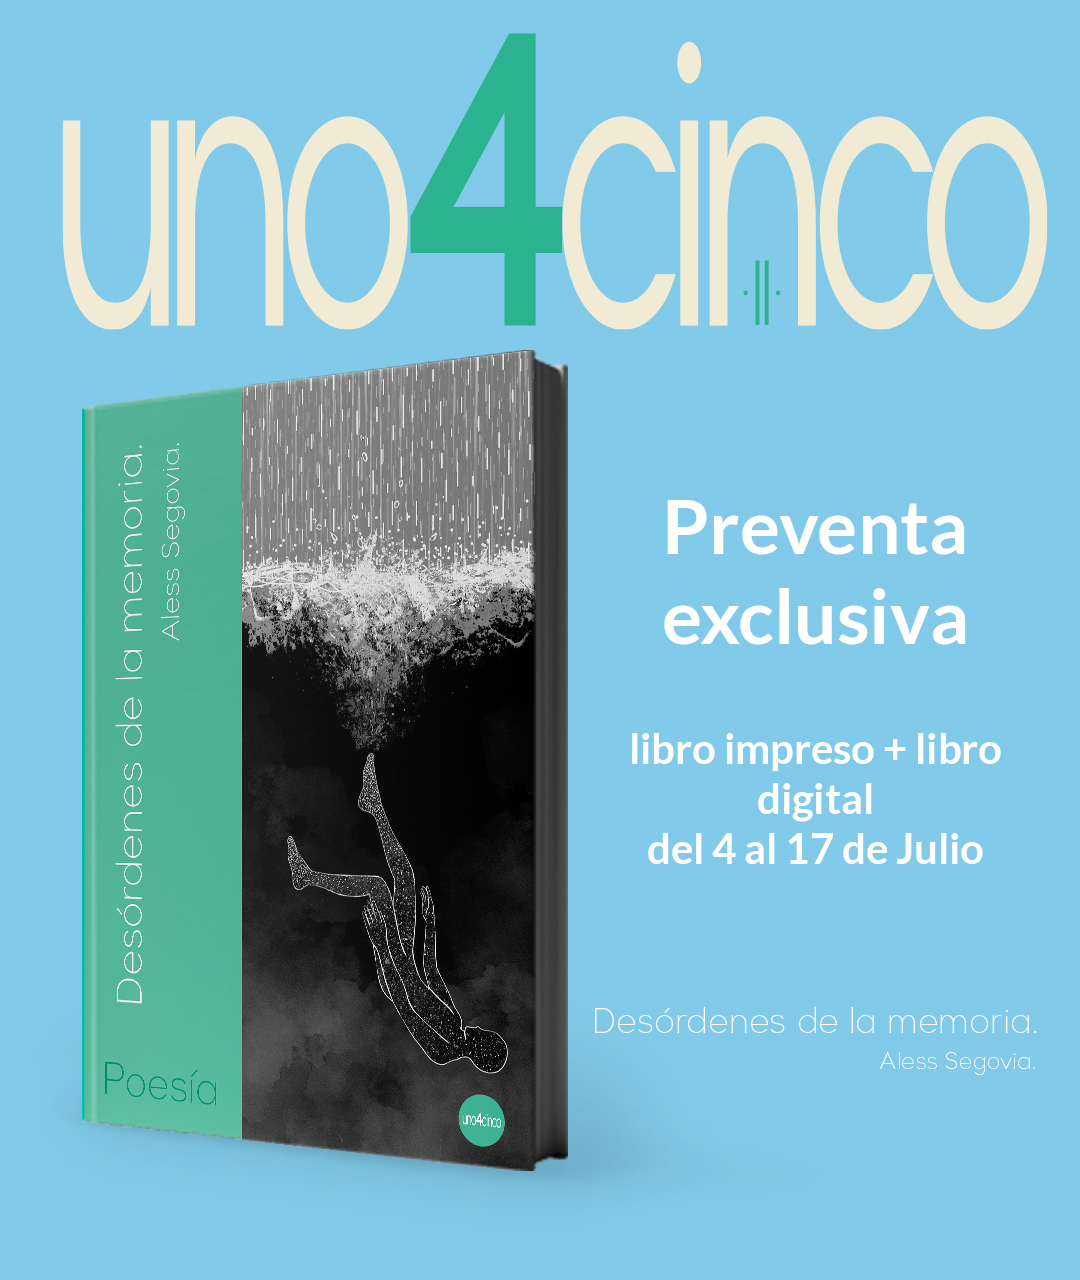 uno4cinco
Desórdenes de la memoria.
Aless Segovia.
Poesía
uno4cinco
Preventa
exclusiva
libro impreso + libro
digital
del 4 al 17 de Julio
Desórdenes de la memoria.
Aless Segovia.